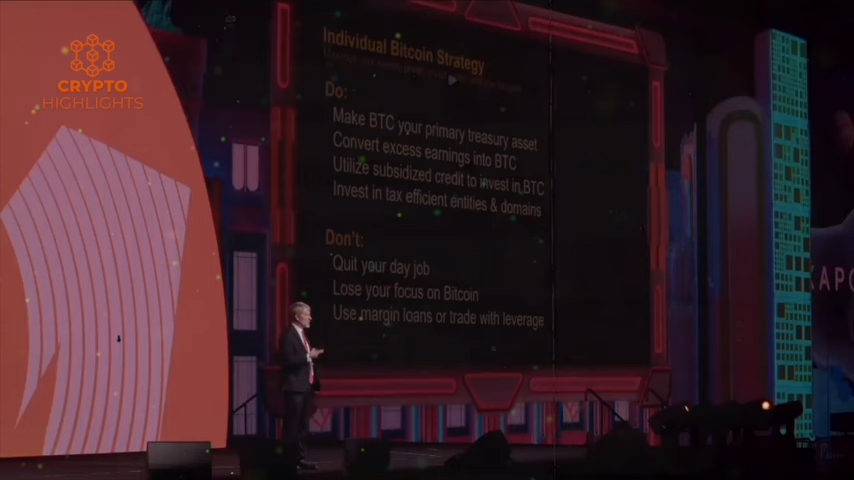 CRYPTO
HIGHLIGHTS
Individual Bitcoin Strategy
Do:
Make BTC your primary treasury asset
Convert excess earnings into BTC
Utilize subsidized credit to invest in BTC
Invest in tax efficient entities & domains
Don't:
Quit your day job
Lose your focus on Bitcoin
Use margin loans or trade with leverage